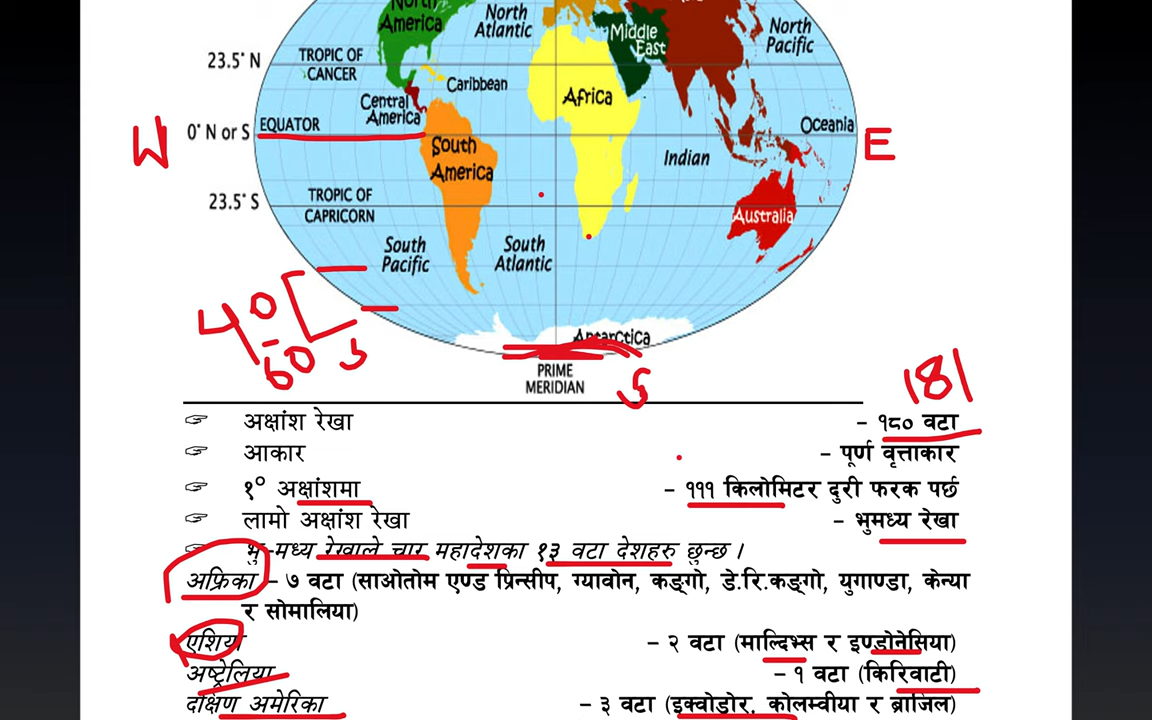 North
America
North
Atlantic
Middle
East
North
Pacific
23.5° N
TROPIC OF
CANCER
Caribbean
Africa
Central
America
W
0° N or S
EQUATOR
Oceania
E
South
America
Indian
23.5° S
TROPIC OF
CAPRICORN
Australia
South
Pacific
South
Atlantic
40
60
S
Antarctica
PRIME
MERIDIAN
S
181
☞ अक्षांश रेखा – १८० वटा
☞ आकार – पूर्ण वृत्ताकार
☞ १० अक्षांशमा – १११ किलोमिटर दुरी फरक पर्छ
☞ लामो अक्षांश रेखा – भुमध्य रेखा
☞ भु-मध्य रेखाले चार महादेशका १३ वटा देशहरु छुन्छ ।
अफ्रिका – ७ वटा (साओतोम एण्ड प्रिन्सीप, ग्यावोन, कङ्गो, डे.रि.कङ्गो, युगाण्डा, केन्या
र सोमालिया)
एशिया – २ वटा (माल्दिभ्स र इण्डोनेसिया)
अष्ट्रेलिया – १ वटा (किरिवाटी)
दक्षिण अमेरिका – ३ वटा (इक्वोडोर, कोलम्वीया र ब्राजिल)